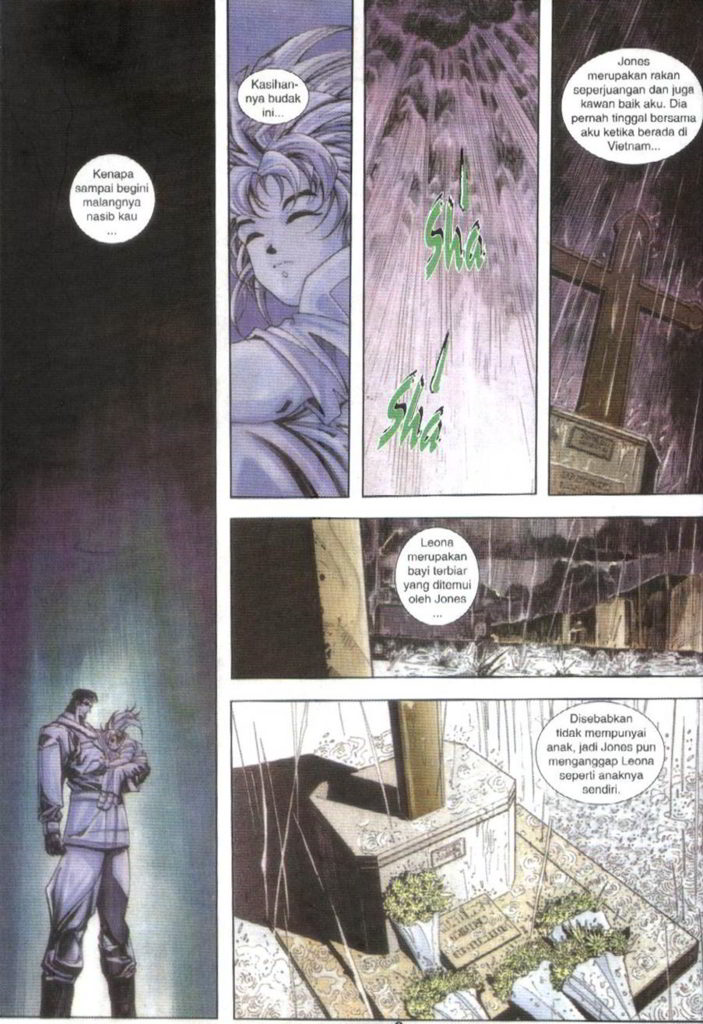 Kenapa
sampai begini
malangnya
nasib kau
...
Kasihan-
nya budak
ini...
Sha
Sha
Jones
merupakan rakan
seperjuangan dan juga
kawan baik aku. Dia
pernah tinggal bersama
aku ketika berada di
Vietnam...
Leona
merupakan
bayi terbiar
yang ditemui
oleh Jones
...
Disebabkan
tidak mempunyai
anak, jadi Jones pun
menganggap Leona
seperti anaknya
sendiri.